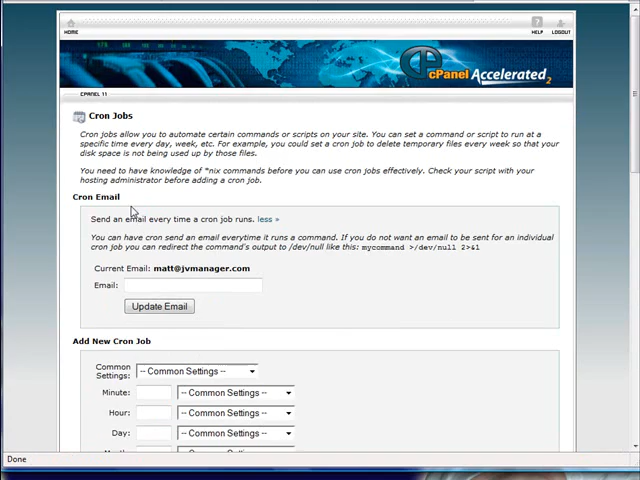 HOME
HELP
LOGOUT
cPanel Accelerated2
CPANEL 11
Cron Jobs
Cron jobs allow you to automate certain commands or scripts on your site. You can set a command or script to run at a
specific time every day, week, etc. For example, you could set a cron job to delete temporary files every week so that your
disk space is not being used up by those files.
You need to have knowledge of *nix commands before you can use cron jobs effectively. Check your script with your
hosting administrator before adding a cron job.
Cron Email
Send an email every time a cron job runs. less »
You can have cron send an email everytime it runs a command. If you do not want an email to be sent for an individual
cron job you can redirect the command's output to /dev/null like this: mycommand >/dev/null 2>&1
Current Email: matt@jvmanager.com
Email:
Update Email
Add New Cron Job
Common
Settings: -- Common Settings --
Minute: -- Common Settings --
Hour: -- Common Settings --
Day: -- Common Settings --
Done